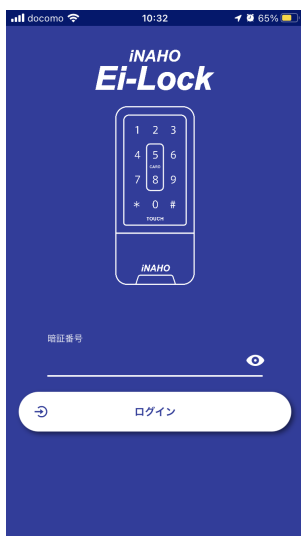 docomo 10:32 65%
iNAHO
Ei-Lock
1 2 3
4 5 6
CARD
7 8 9
* 0 #
TOUCH
iNAHO
暗証番号
ログイン